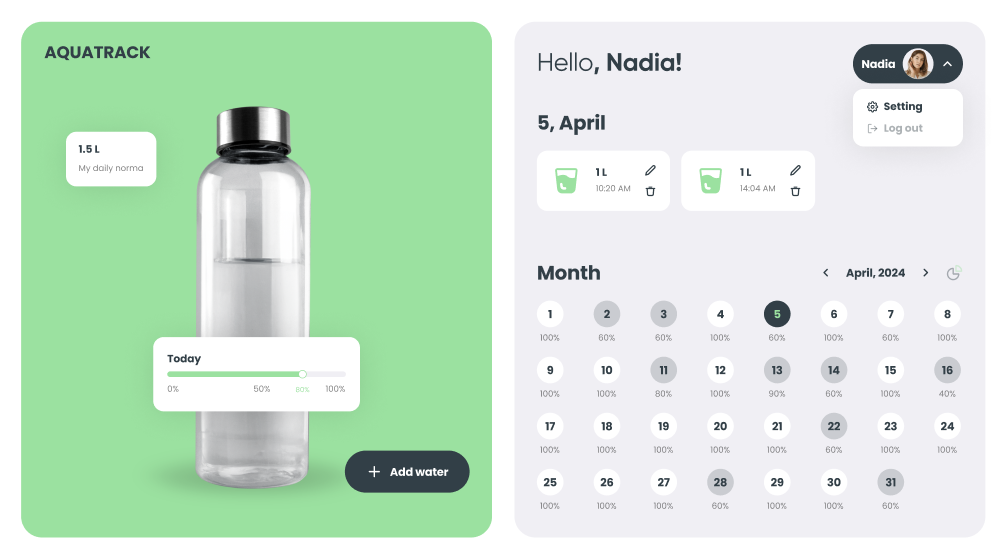 AQUATRACK
1.5 L
My daily norma
Today
0% 50% 80% 100%
+ Add water
Hello, Nadia!
Nadia
Setting
Log out
5, April
1 L
10:20 AM
1 L
14:04 AM
Month
April, 2024
1 2 3 4 5 6 7 8
100% 60% 60% 100% 60% 100% 60% 100%
9 10 11 12 13 14 15 16
100% 100% 80% 100% 90% 60% 100% 40%
17 18 19 20 21 22 23 24
100% 100% 100% 100% 100% 60% 100% 100%
25 26 27 28 29 30 31
100% 100% 100% 60% 100% 100% 60%